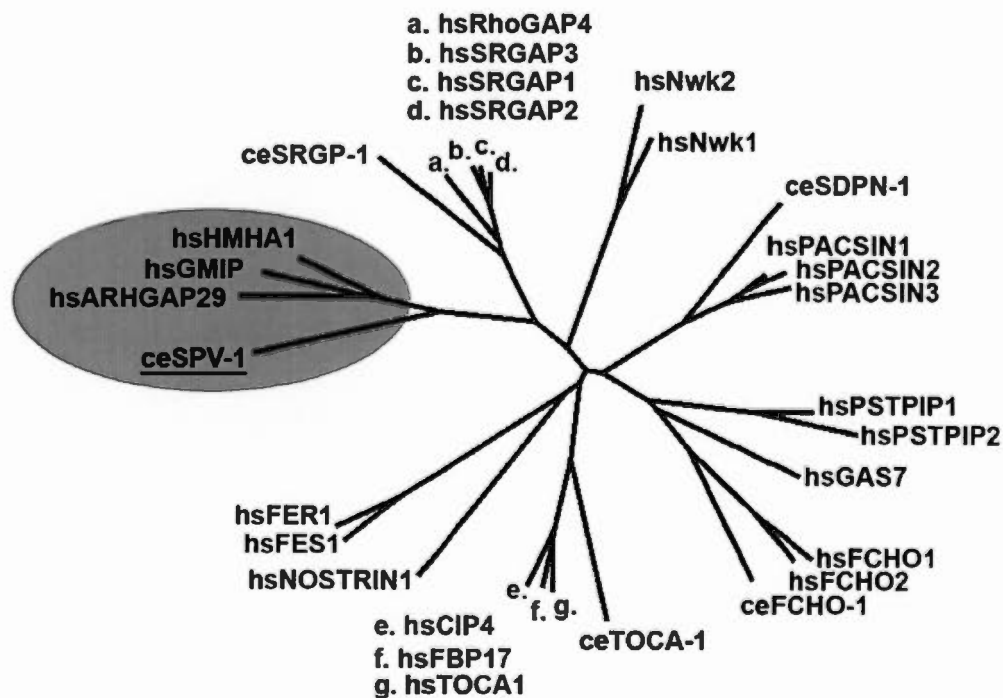 a. hsRhoGAP4
b. hsSRGAP3
c. hsSRGAP1
d. hsSRGAP2
hsNwk2
hsNwk1
ceSRGP-1
a.
b.
c.
d.
ceSDPN-1
hsHMHA1
hsGMIP
hsARHGAP29
ceSPV-1
hsPACSIN1
hsPACSIN2
hsPACSIN3
hsPSTPIP1
hsPSTPIP2
hsGAS7
hsFER1
hsFES1
hsNOSTRIN1
hsFCHO1
hsFCHO2
ceFCHO-1
e.
f.
g.
ceTOCA-1
e. hsCIP4
f. hsFBP17
g. hsTOCA1